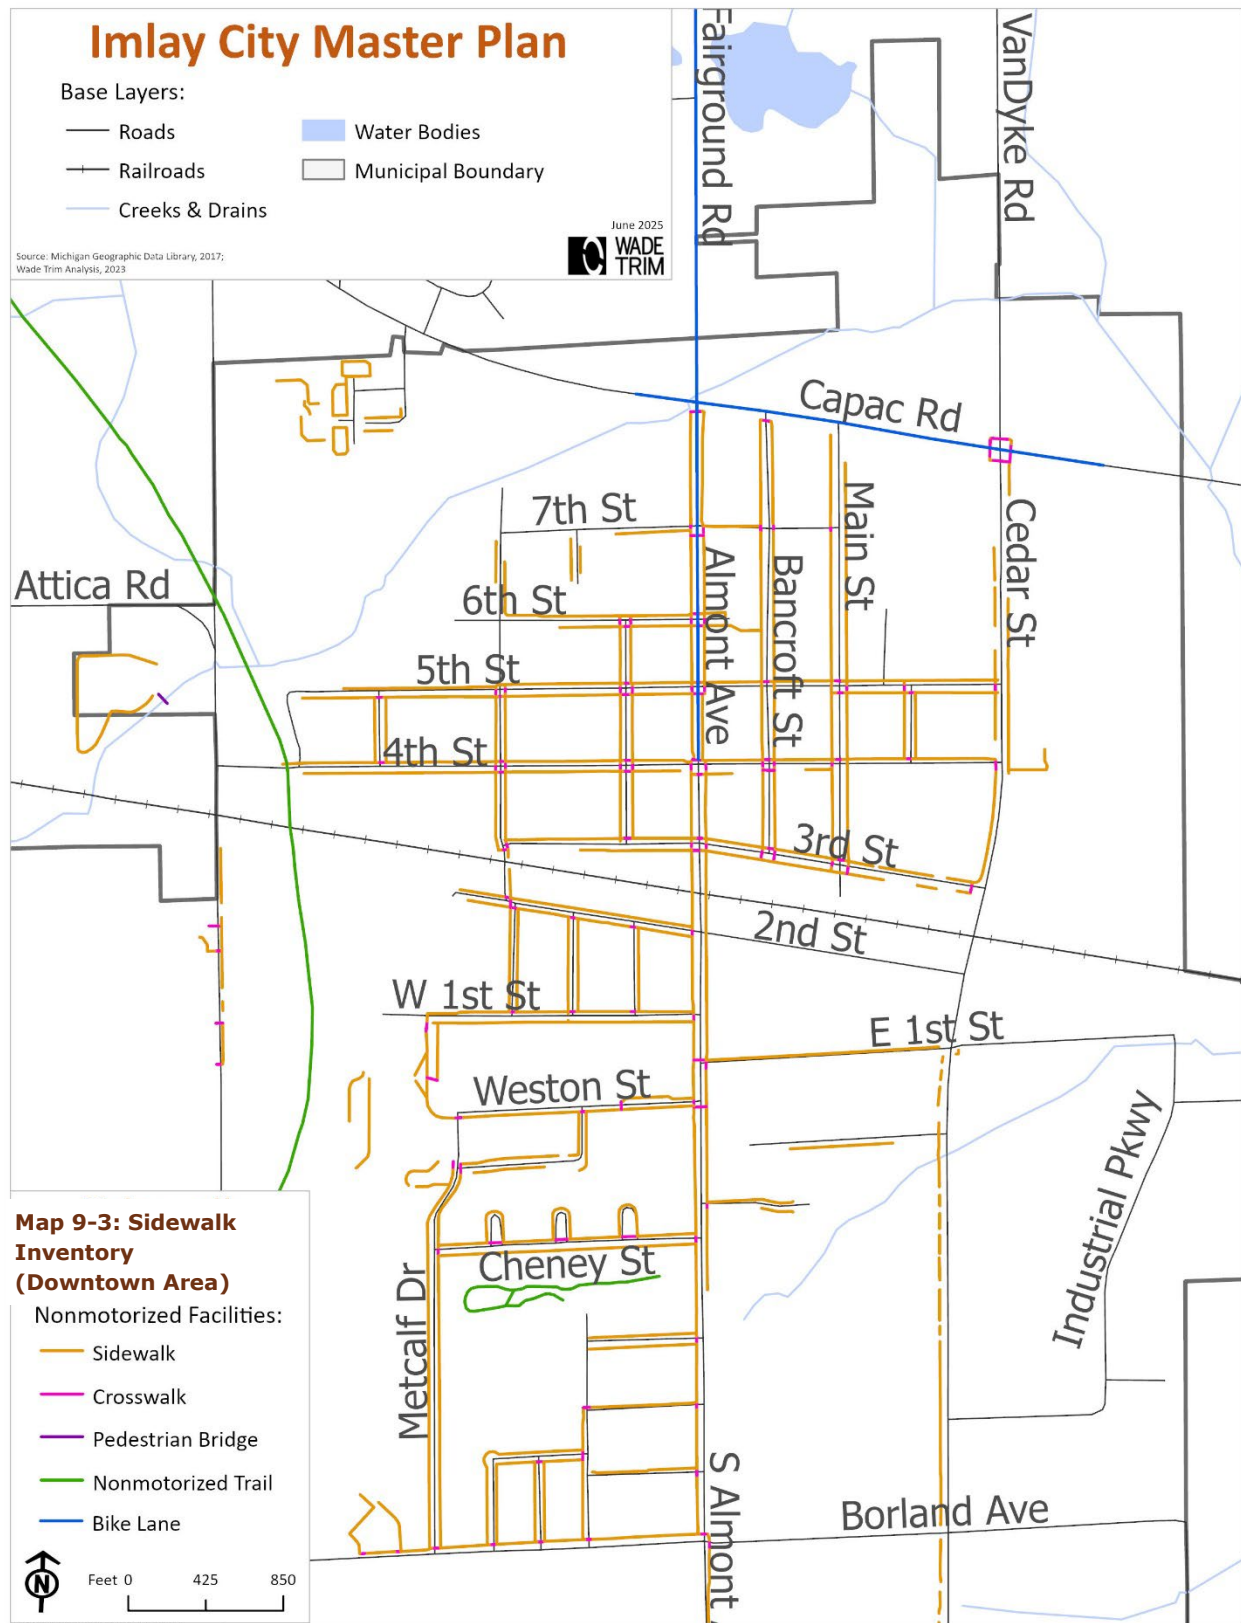 Imlay City Master Plan
Base Layers:
Roads
Water Bodies
Railroads
Municipal Boundary
Creeks & Drains
June 2025
WADE
TRIM
Source: Michigan Geographic Data Library, 2017;
Wade Trim Analysis, 2023
Fairground Rd
VanDyke Rd
Capac Rd
7th St
Main St
Cedar St
Attica Rd
6th St
Almont Ave
Bancroft St
5th St
4th St
3rd St
2nd St
W 1st St
E 1st St
Weston St
Industrial Pkwy
Cheney St
Metcalf Dr
S Almont
Borland Ave
Map 9-3: Sidewalk
Inventory
(Downtown Area)
Nonmotorized Facilities:
Sidewalk
Crosswalk
Pedestrian Bridge
Nonmotorized Trail
Bike Lane
N
Feet 0 425 850